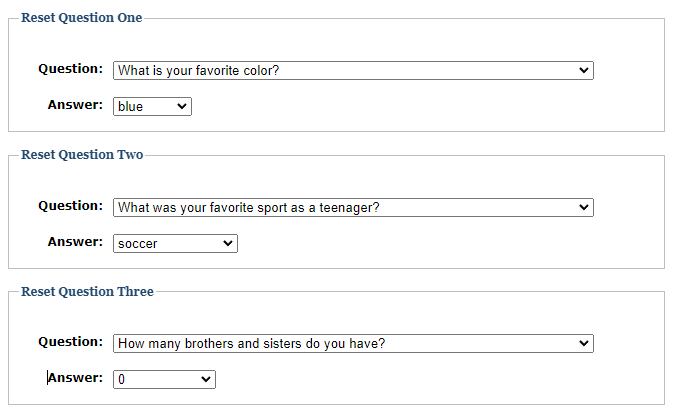 Reset Question One
Question: What is your favorite color?
Answer: blue
Reset Question Two
Question: What was your favorite sport as a teenager?
Answer: soccer
Reset Question Three
Question: How many brothers and sisters do you have?
Answer: 0